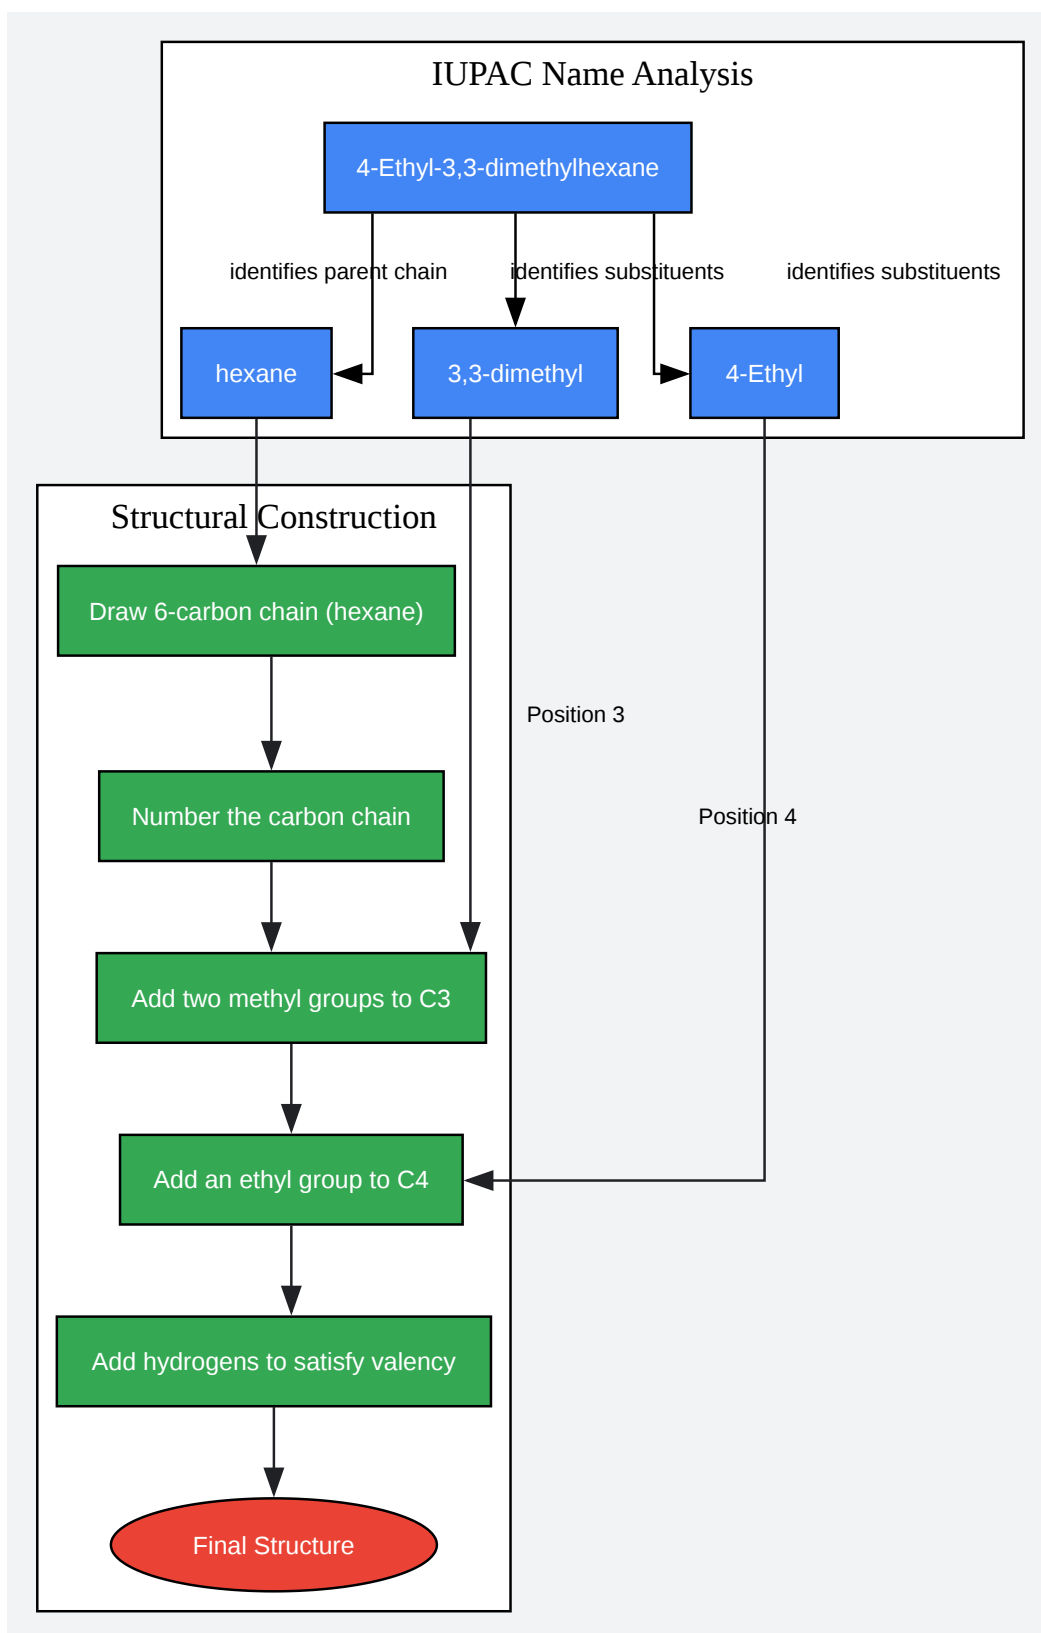 IUPAC Name Analysis
4-Ethyl-3,3-dimethylhexane
identifies parent chain
identifies substituents
identifies substituents
hexane
3,3-dimethyl
4-Ethyl
Structural Construction
Draw 6-carbon chain (hexane)
Position 3
Number the carbon chain
Position 4
Add two methyl groups to C3
Add an ethyl group to C4
Add hydrogens to satisfy valency
Final Structure